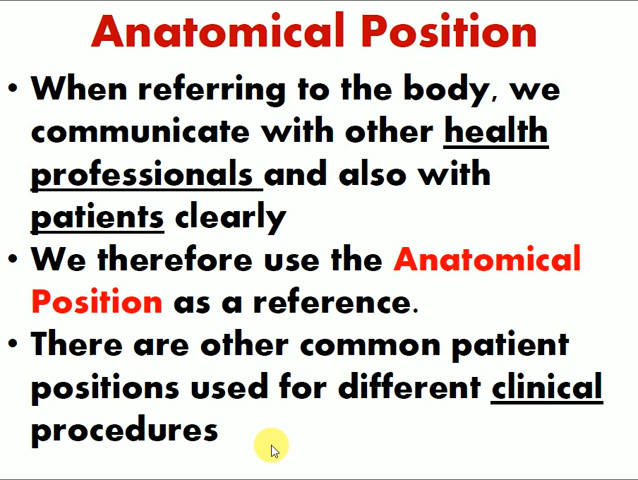 Anatomical Position
• When referring to the body, we
communicate with other health
professionals and also with
patients clearly
• We therefore use the Anatomical
Position as a reference.
• There are other common patient
positions used for different clinical
procedures